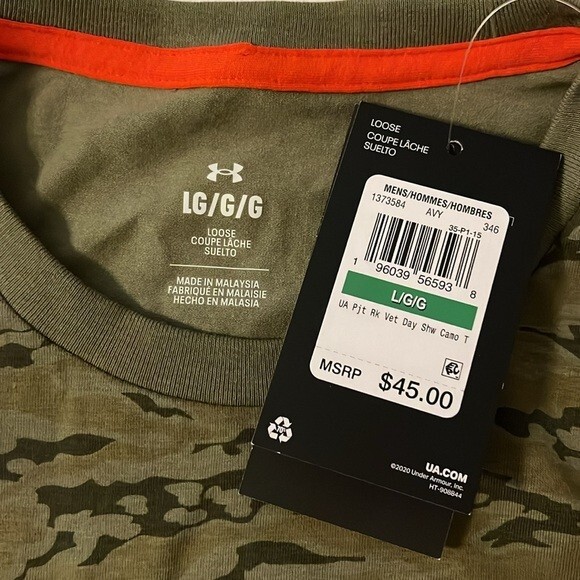 LG/G/G
LOOSE
COUPE LÂCHE
SUELTO
MADE IN MALAYSIA
FABRIQUÉ EN MALAISIE
HECHO EN MALASIA
LOOSE
COUPE LÂCHE
SUELTO
MENS/HOMMES/HOMBRES
1373584 AVY 346
35-P1-15
1 96039 56593 8
L/G/G
UA Pjt Rk Vet Day Shw Camo T
MSRP $45.00
UA.COM
©2020 Under Armour, Inc.
HT-908844